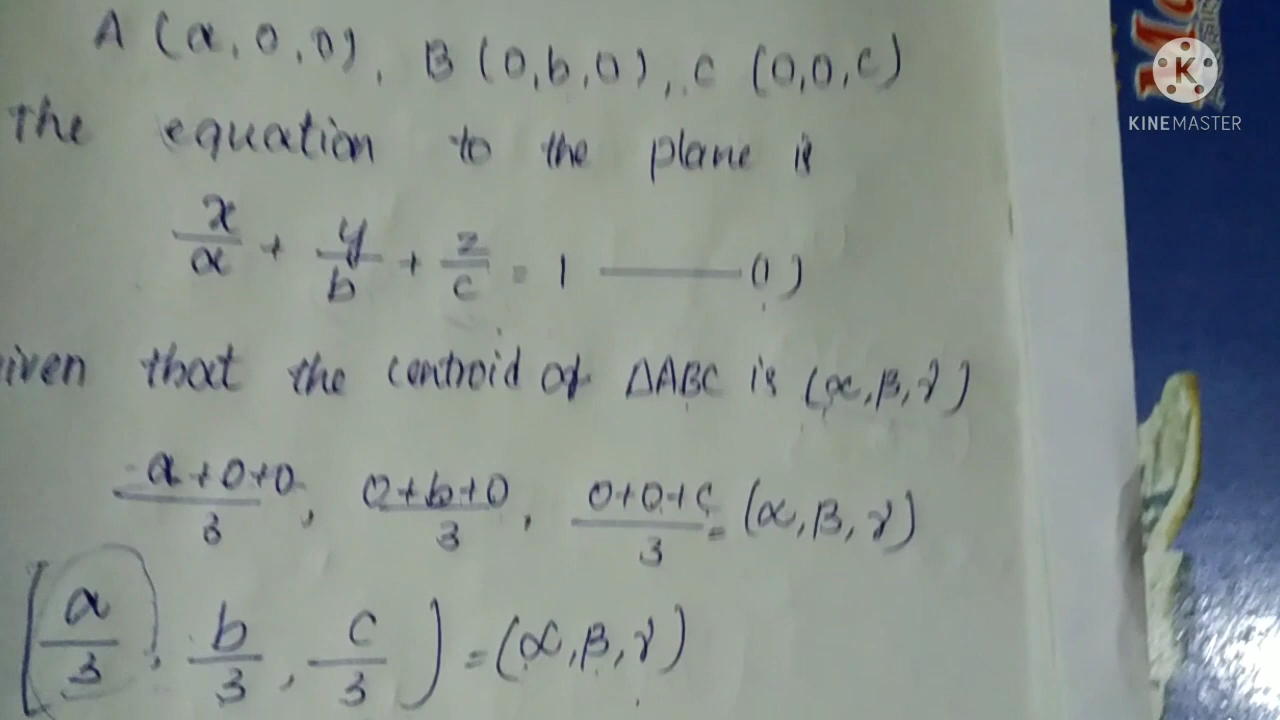 A (a, 0, 0), B (0, b, 0), C (0, 0, c)
The equation to the plane is
x/a + y/b + z/c = 1 —— (1)
iven that the centroid of ΔABC is (α, β, γ)
a+0+0/3, 0+b+0/3, 0+0+c/3 = (α, β, γ)
(a/3, b/3, c/3) = (α, β, γ)
KINEMASTER